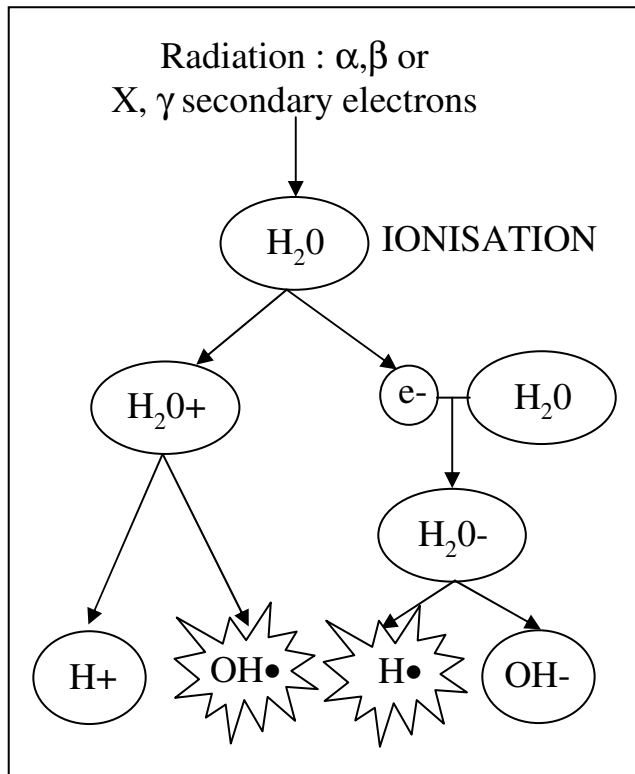 Radiation : α,β or
X, γ secondary electrons
H₂0 IONISATION
H₂0+ e- H₂0
H₂0-
H+ OH● H● OH-